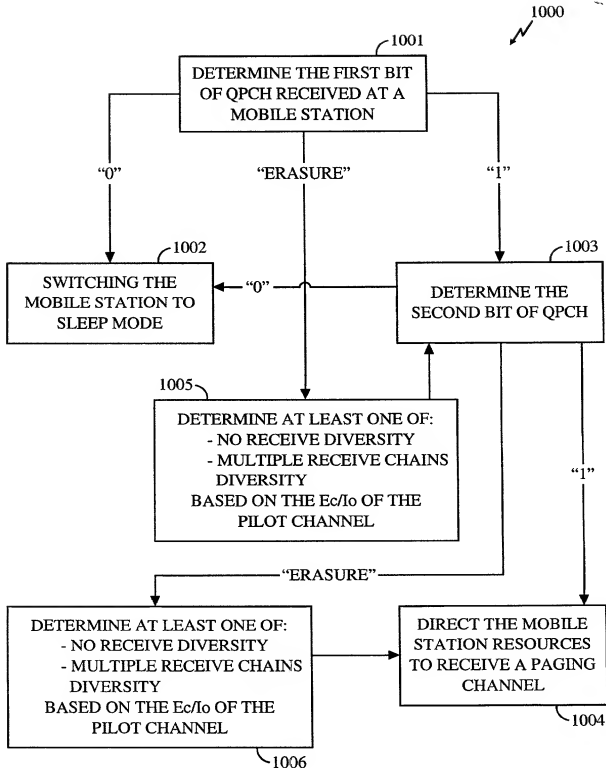 1000
1001
DETERMINE THE FIRST BIT
OF QPCH RECEIVED AT A
MOBILE STATION
“0”
“ERASURE”
“1”
1002
SWITCHING THE
MOBILE STATION TO
SLEEP MODE
“0”
1003
DETERMINE THE
SECOND BIT OF QPCH
1005
DETERMINE AT LEAST ONE OF:
- NO RECEIVE DIVERSITY
- MULTIPLE RECEIVE CHAINS
DIVERSITY
BASED ON THE Ec/Io OF THE
PILOT CHANNEL
“1”
“ERASURE”
DETERMINE AT LEAST ONE OF:
- NO RECEIVE DIVERSITY
- MULTIPLE RECEIVE CHAINS
DIVERSITY
BASED ON THE Ec/Io OF THE
PILOT CHANNEL
1006
DIRECT THE MOBILE
STATION RESOURCES
TO RECEIVE A PAGING
CHANNEL
1004